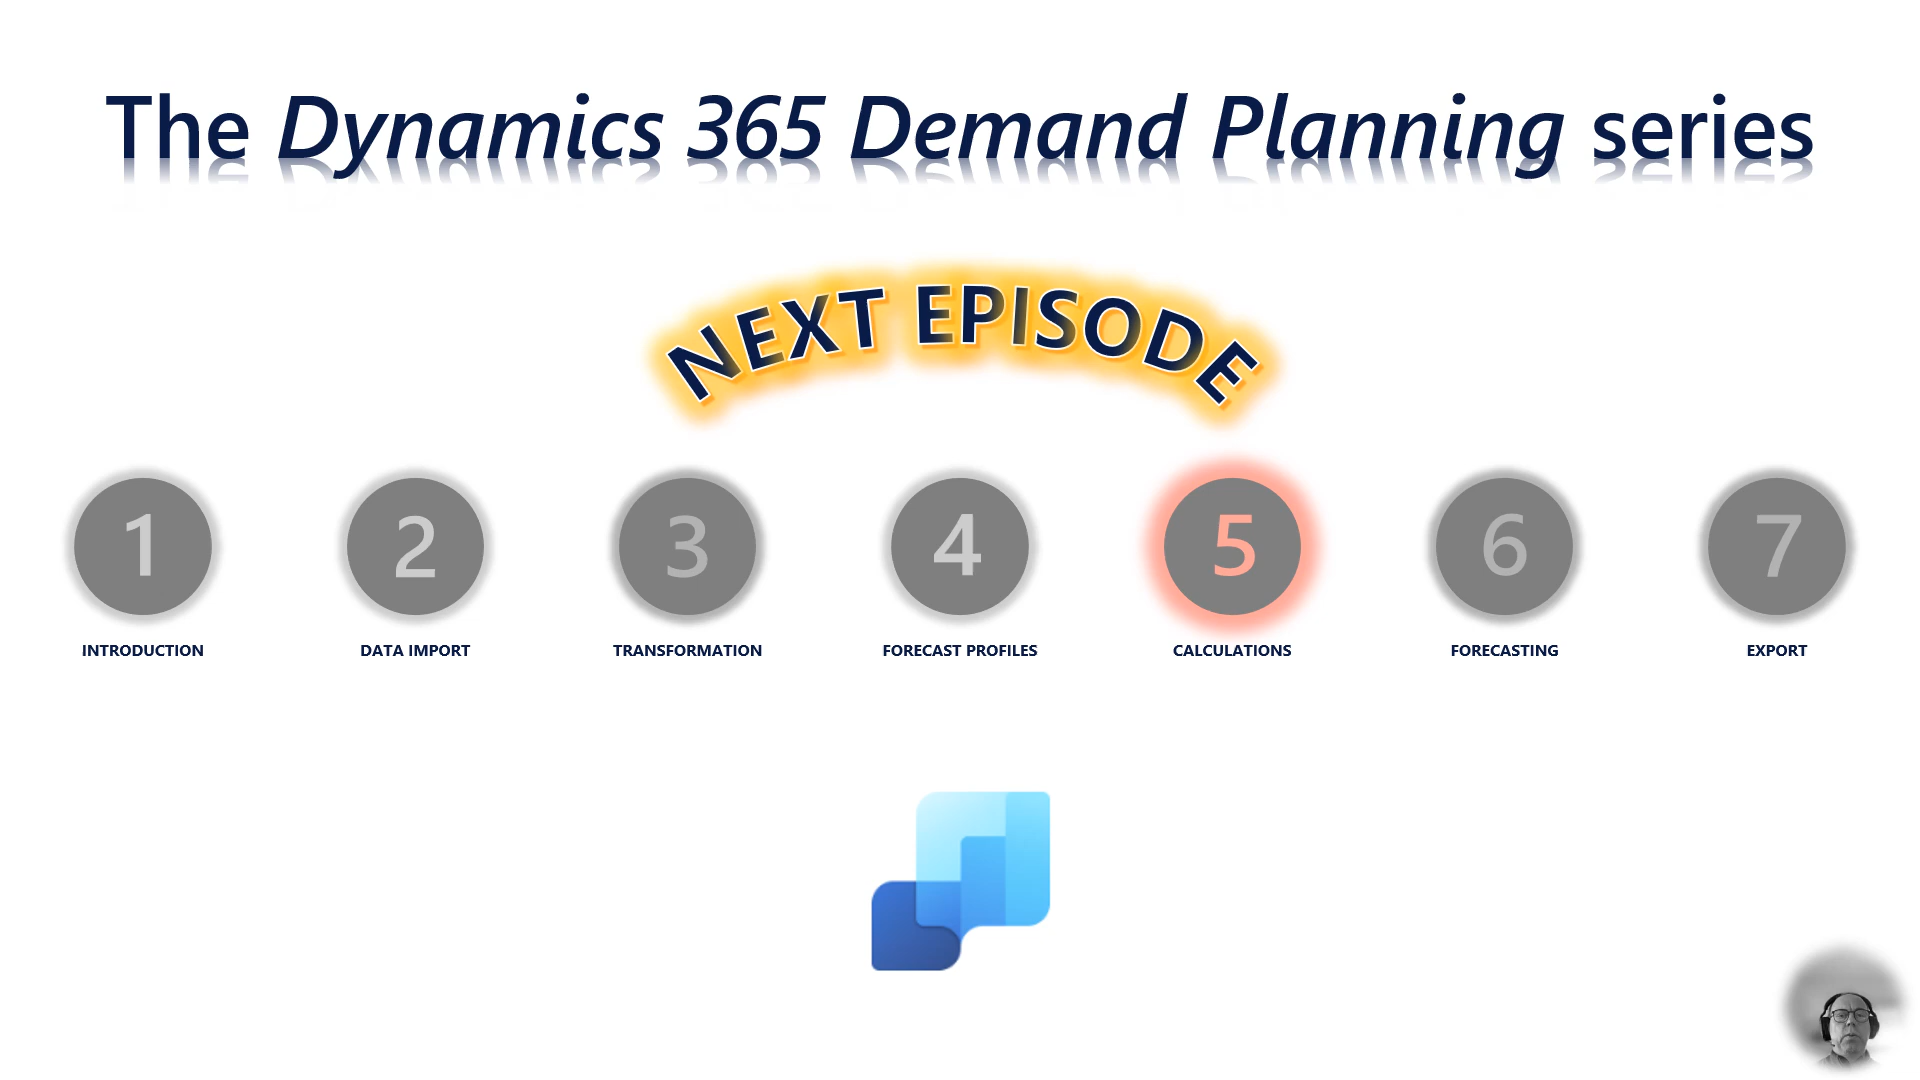 The Dynamics 365 Demand Planning series
NEXT EPISODE
1 2 3 4 5 6 7
INTRODUCTION DATA IMPORT TRANSFORMATION FORECAST PROFILES CALCULATIONS FORECASTING EXPORT